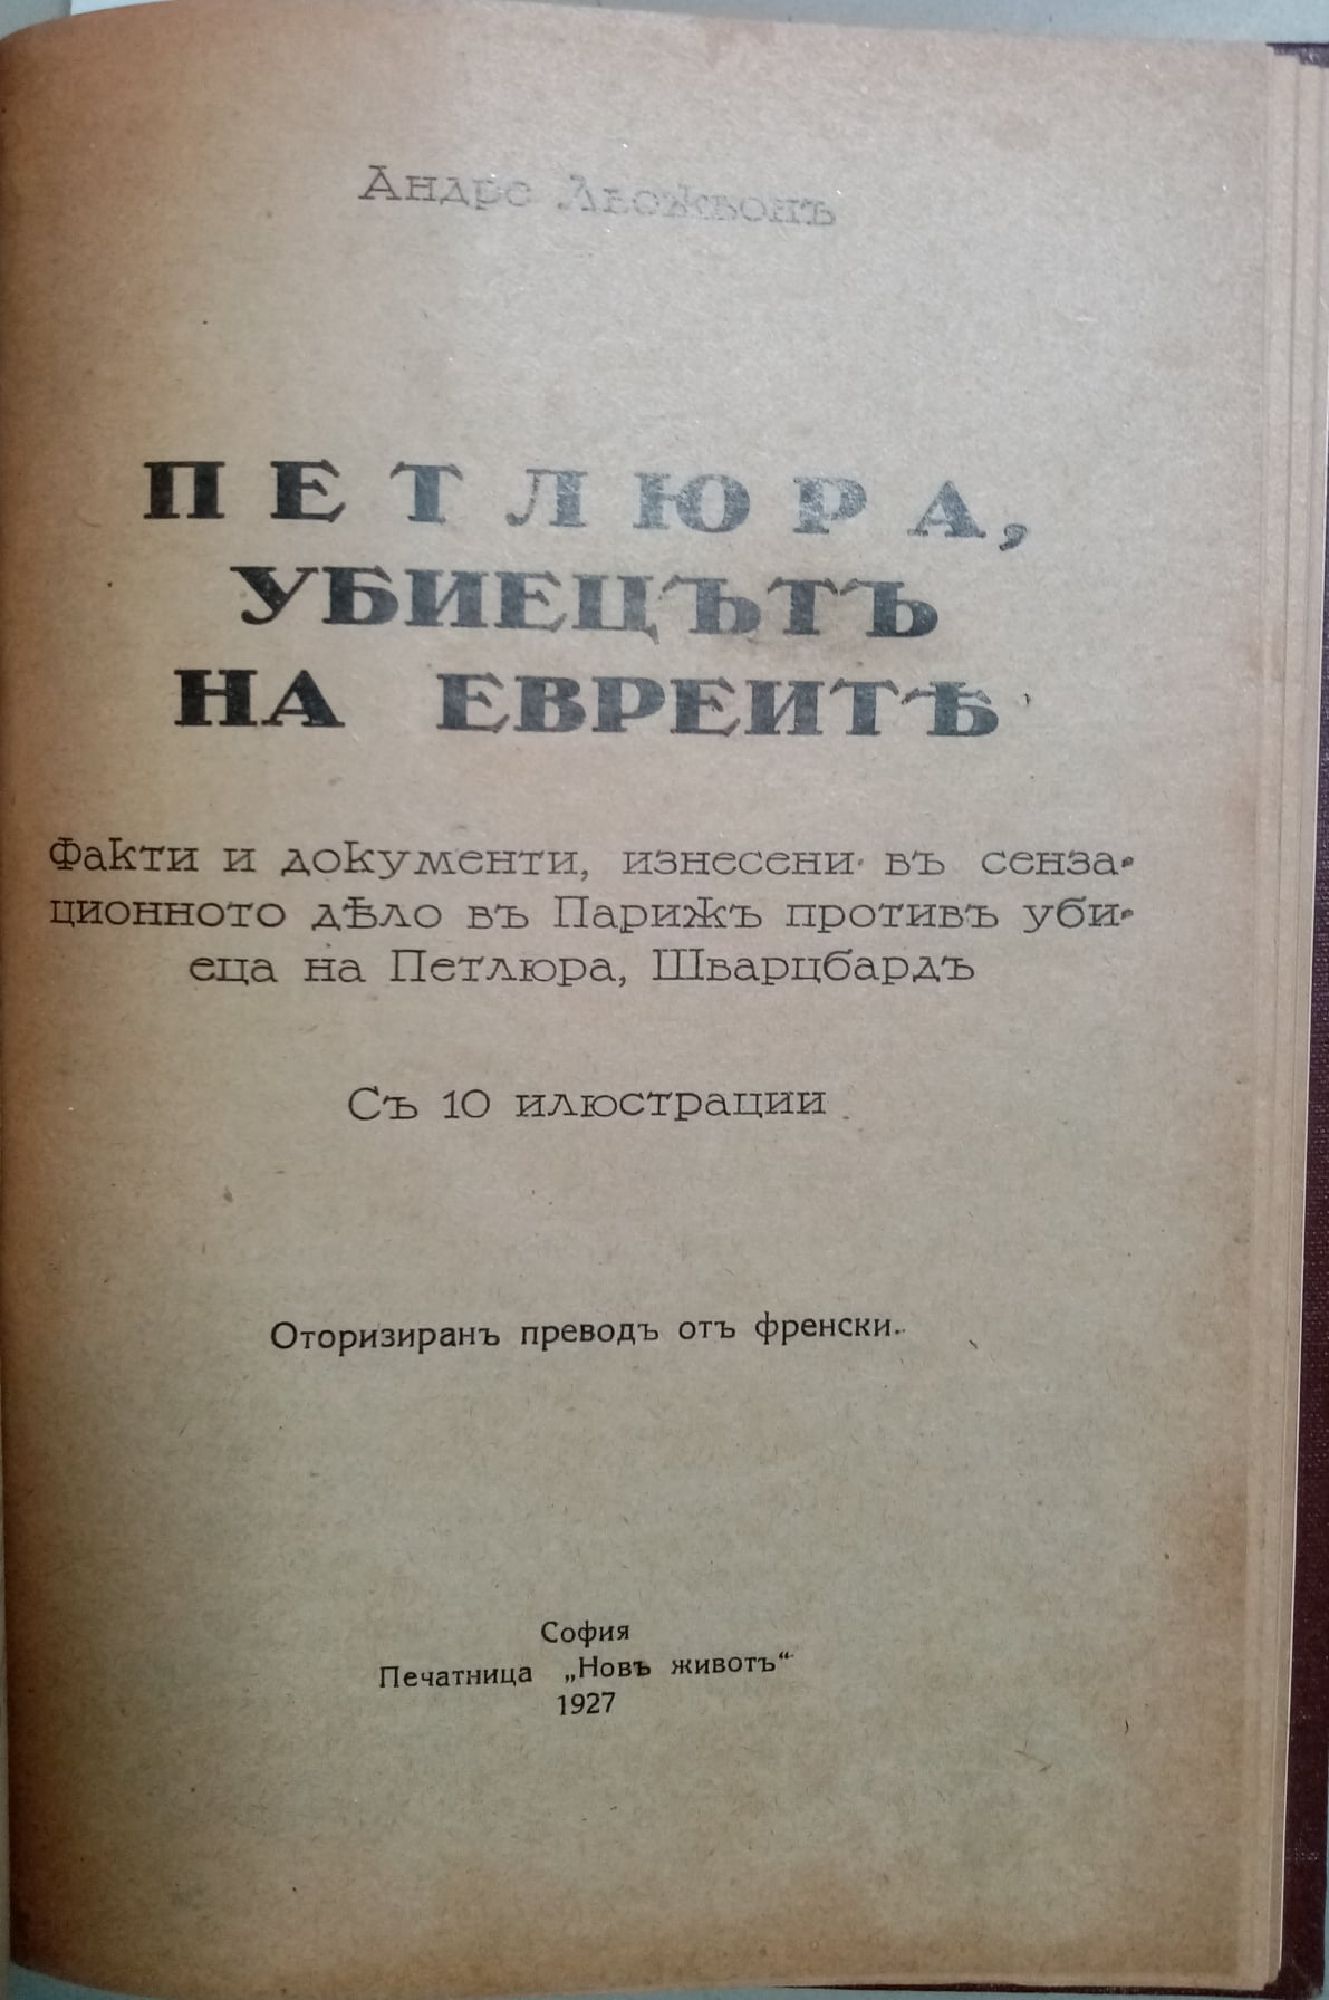 Андре Льожбонъ
ПЕТЛЮРА,
УБИЕЦЪТЪ
НА ЕВРЕИТѢ
Факти и документи, изнесени въ сенза-
ционното дѣло въ Парижъ противъ уби-
еца на Петлюра, Шварцбардъ
Съ 10 илюстрации
Оторизиранъ преводъ отъ френски.
София
Печатница „Новъ животъ“
1927